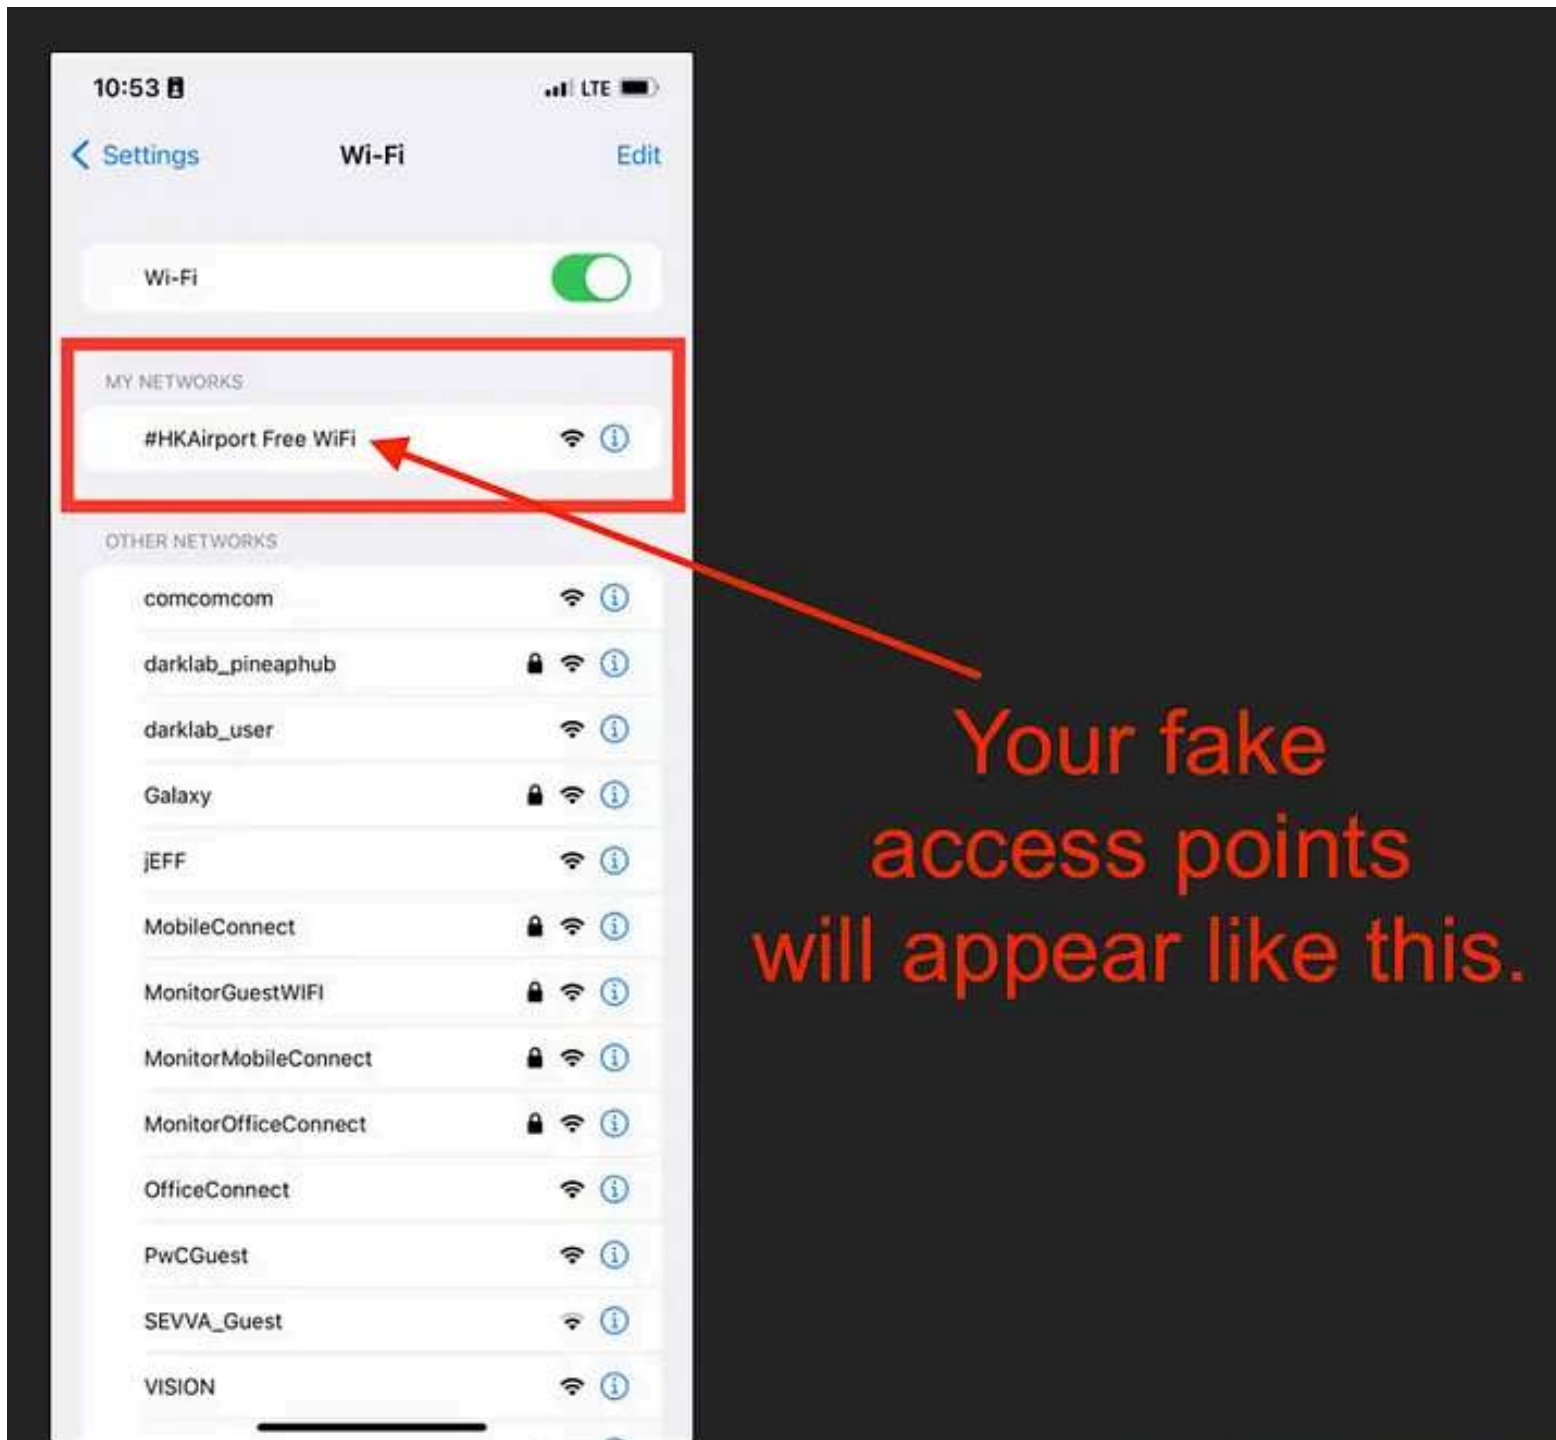 10:53 LTE
Settings Wi-Fi Edit
Wi-Fi
MY NETWORKS
#HKAirport Free WiFi
OTHER NETWORKS
comcomcom
darklab_pineaphub
darklab_user
Galaxy
jEFF
MobileConnect
MonitorGuestWIFI
MonitorMobileConnect
MonitorOfficeConnect
OfficeConnect
PwCGuest
SEVVA_Guest
VISION
Your fake
access points
will appear like this.